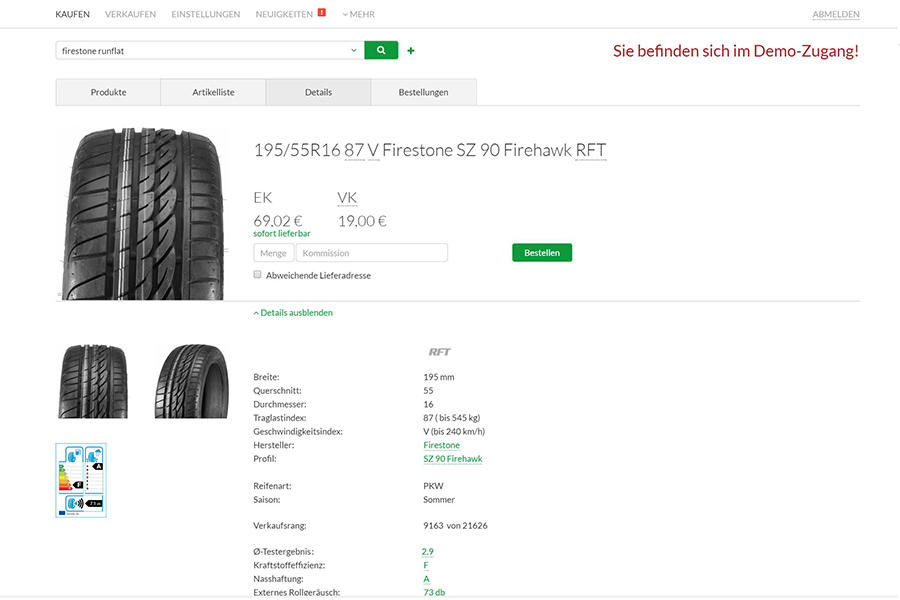 KAUFEN VERKAUFEN EINSTELLUNGEN NEUIGKEITEN ! MEHR ABMELDEN
firestone runflat
Sie befinden sich im Demo-Zugang!
Produkte Artikelliste Details Bestellungen
195/55R16 87 V Firestone SZ 90 Firehawk RFT
EK VK
69,02 € 19,00 €
sofort lieferbar
Menge Kommission Bestellen
Abweichende Lieferadresse
Details ausblenden
RFT
Breite: 195 mm
Querschnitt: 55
Durchmesser: 16
Traglastindex: 87 ( bis 545 kg)
Geschwindigkeitsindex: V (bis 240 km/h)
Hersteller: Firestone
Profil: SZ 90 Firehawk
Reifenart: PKW
Saison: Sommer
Verkaufsrang: 9163 von 21626
Ø-Testergebnis: 2.9
Kraftstoffeffizienz: F
Nasshaftung: A
Externes Rollgeräusch: 73 db
A
F